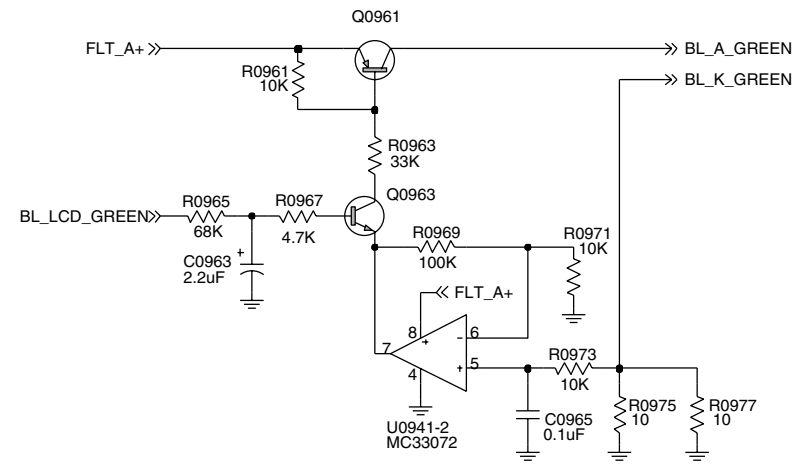 Q0961
FLT_A+
BL_A_GREEN
R0961
10K
BL_K_GREEN
R0963
33K
Q0963
BL_LCD_GREEN
R0965
68K
R0967
4.7K
R0969
100K
R0971
10K
C0963
2.2uF
+
FLT_A+
8
+
7
-
6
+
5
4
R0973
10K
U0941-2
MC33072
C0965
0.1uF
R0975
10
R0977
10